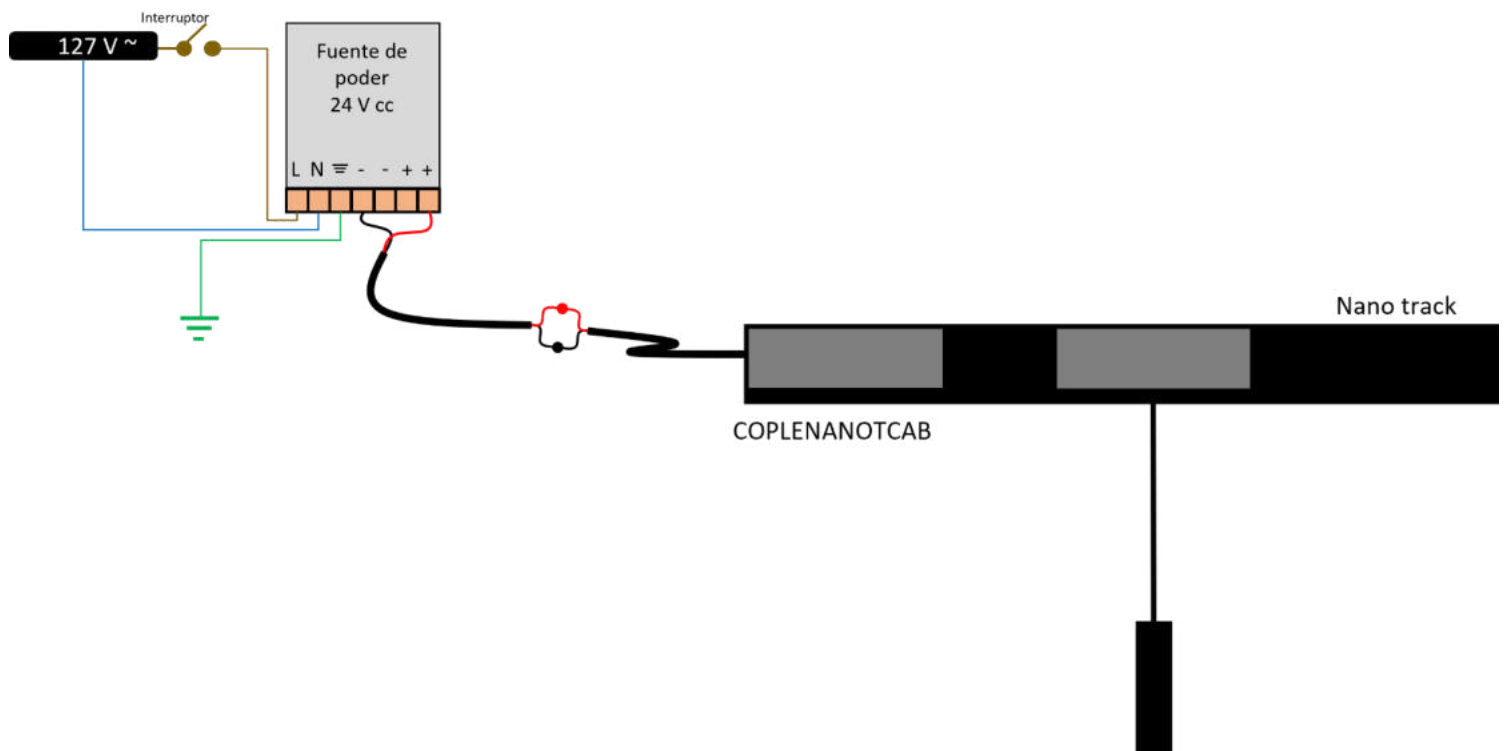 Interruptor
127 V ~
Fuente de
poder
24 V cc
L N ⏚ - - + +
Nano track
COPLENANOTCAB